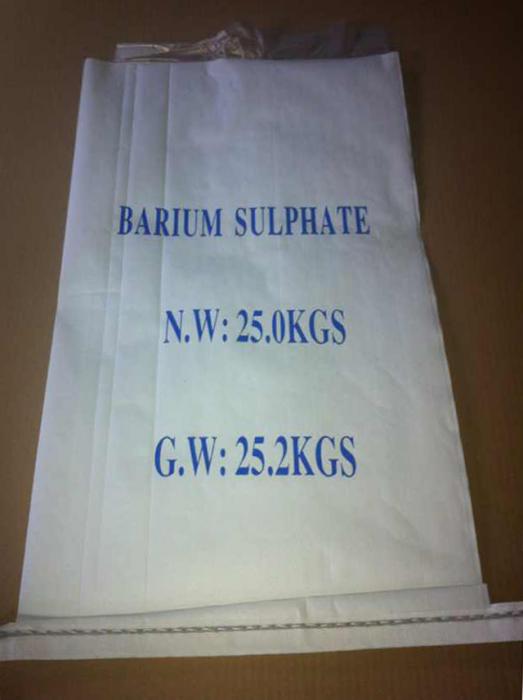 BARIUM SULPHATE
N.W: 25.0KGS
G.W: 25.2KGS